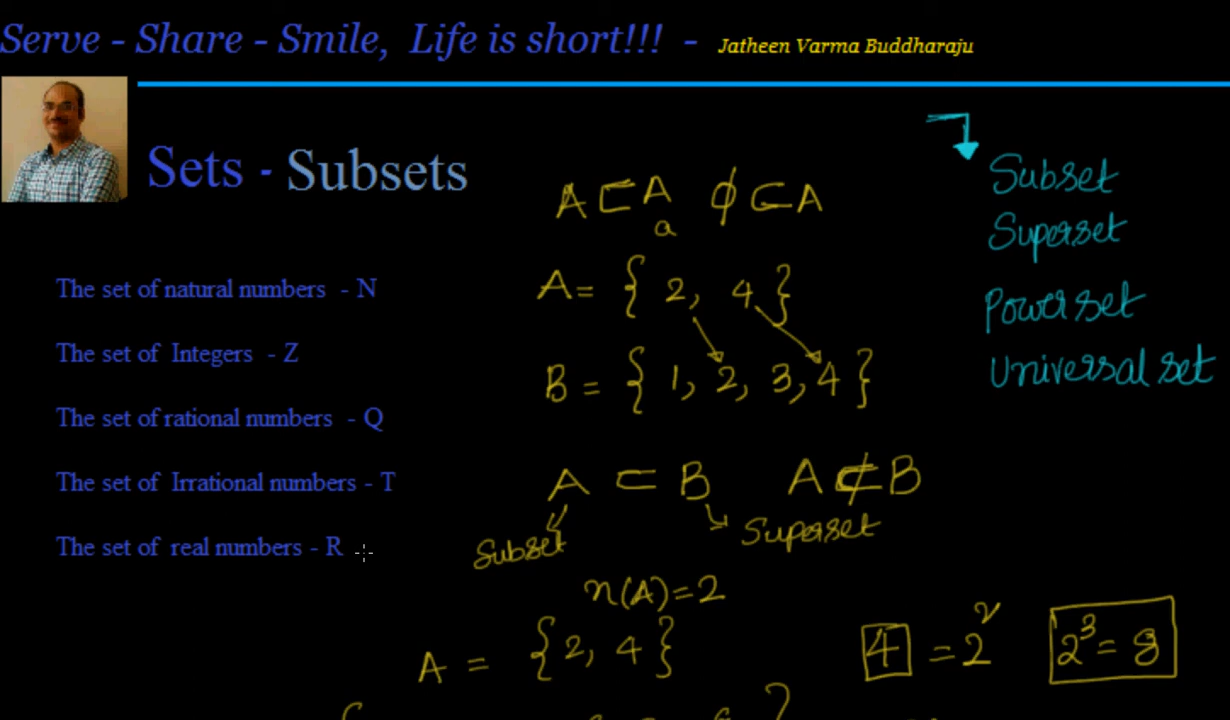 Serve - Share - Smile, Life is short!!! - Jatheen Varma Buddharaju
Sets - Subsets
The set of natural numbers - N
The set of Integers - Z
The set of rational numbers - Q
The set of Irrational numbers - T
The set of real numbers - R
A ⊂ A ϕ ⊂ A
a
A = { 2, 4 }
B = { 1, 2, 3, 4 }
A ⊂ B A ⊄ B
Subset Superset
n(A) = 2
A = { 2, 4 }
4 = 2² 2³ = 8
Subset
Superset
Power set
Universal set